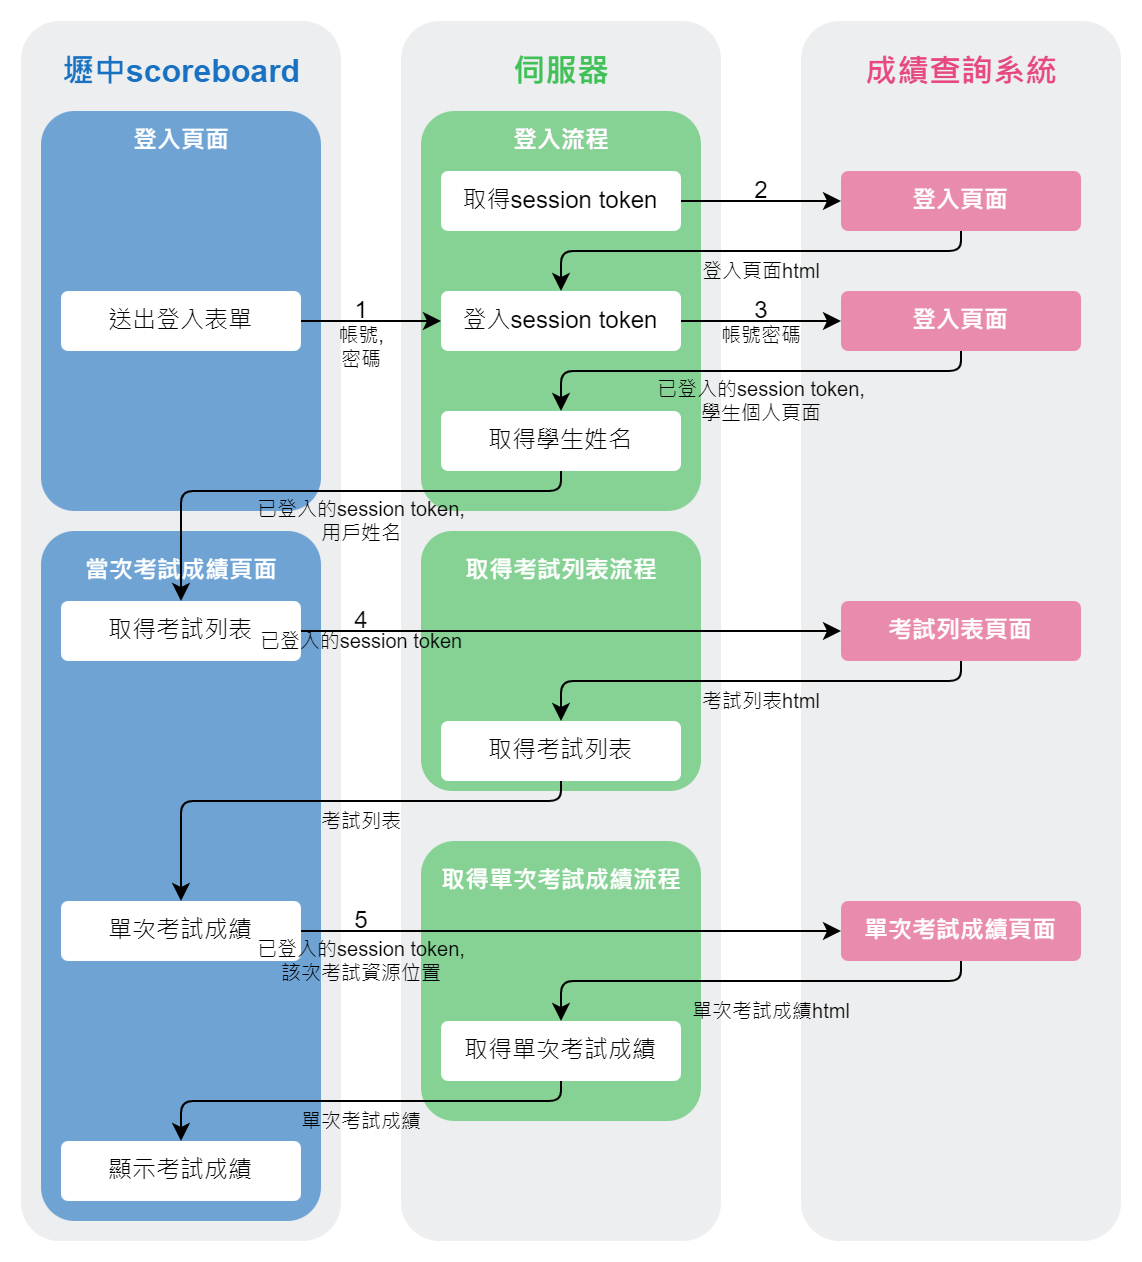 壢中scoreboard
伺服器
成績查詢系統
登入頁面
登入流程
取得session token
2
登入頁面
登入頁面html
送出登入表單
1
帳號,
密碼
登入session token
3
帳號密碼
登入頁面
已登入的session token,
學生個人頁面
取得學生姓名
已登入的session token,
用戶姓名
當次考試成績頁面
取得考試列表流程
取得考試列表
4
已登入的session token
考試列表頁面
考試列表html
取得考試列表
考試列表
取得單次考試成績流程
單次考試成績
5
已登入的session token,
該次考試資源位置
單次考試成績頁面
單次考試成績html
取得單次考試成績
單次考試成績
顯示考試成績